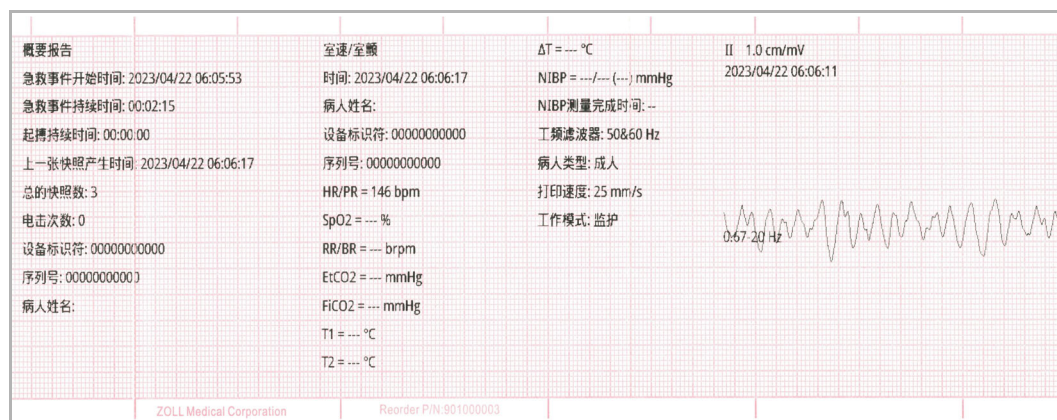 概要报告
急救事件开始时间: 2023/04/22 06:05:53
急救事件持续时间: 00:02:15
起搏持续时间: 00:00:00
上一张快照产生时间: 2023/04/22 06:06:17
总的快照数: 3
电击次数: 0
设备标识符: 00000000000
序列号: 00000000000
病人姓名:
室速/室颤
时间: 2023/04/22 06:06:17
病人姓名:
设备标识符: 00000000000
序列号: 00000000000
HR/PR = 146 bpm
SpO2 = --- %
RR/BR = --- brpm
EtCO2 = --- mmHg
FiCO2 = --- mmHg
T1 = --- °C
T2 = --- °C
ΔT = --- °C
NIBP = ---/--- (---) mmHg
NIBP测量完成时间: --
工频滤波器: 50&60 Hz
病人类型: 成人
打印速度: 25 mm/s
工作模式: 监护
II 1.0 cm/mV
2023/04/22 06:06:11
0.67-20 Hz
ZOLL Medical Corporation
Reorder P/N:901000003